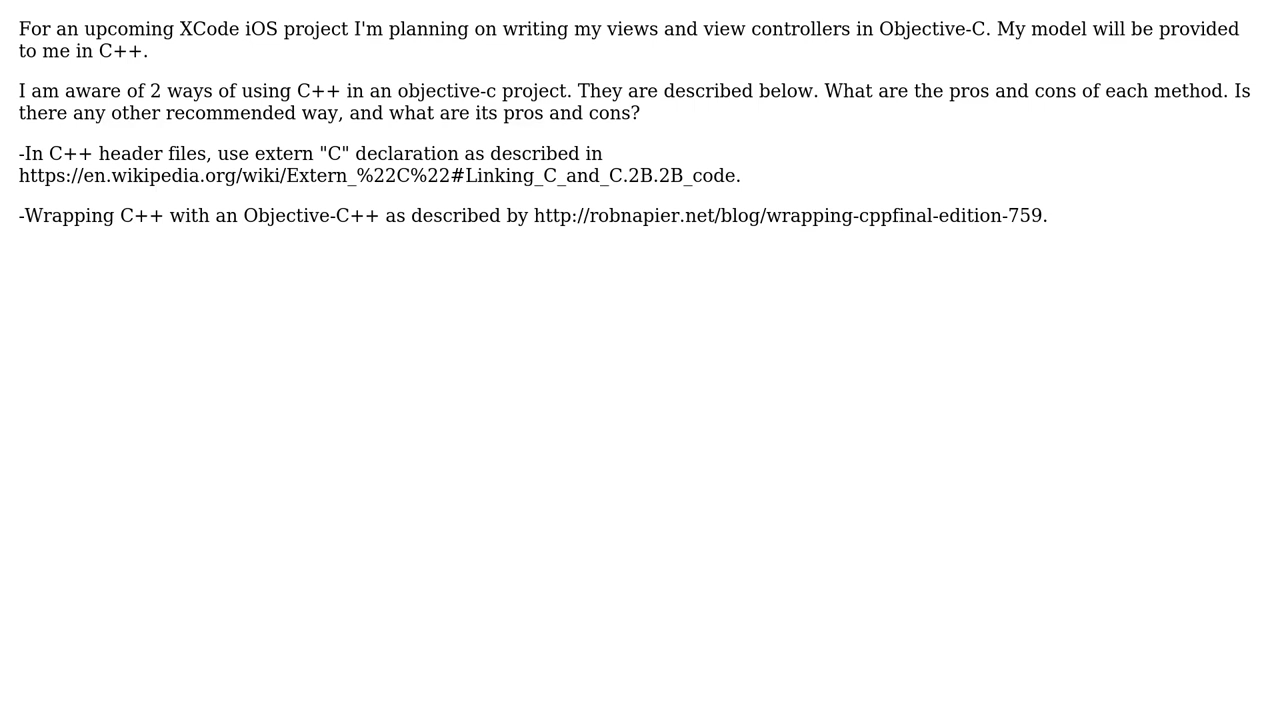 For an upcoming XCode iOS project I'm planning on writing my views and view controllers in Objective-C. My model will be provided
to me in C++.
I am aware of 2 ways of using C++ in an objective-c project. They are described below. What are the pros and cons of each method. Is
there any other recommended way, and what are its pros and cons?
-In C++ header files, use extern "C" declaration as described in
https://en.wikipedia.org/wiki/Extern_%22C%22#Linking_C_and_C.2B.2B_code.
-Wrapping C++ with an Objective-C++ as described by http://robnapier.net/blog/wrapping-cppfinal-edition-759.